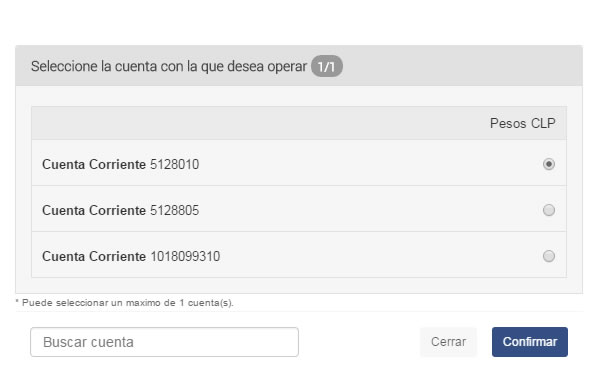 Seleccione la cuenta con la que desea operar 1/1
Pesos CLP
Cuenta Corriente 5128010
Cuenta Corriente 5128805
Cuenta Corriente 1018099310
* Puede seleccionar un maximo de 1 cuenta(s).
Buscar cuenta Cerrar Confirmar